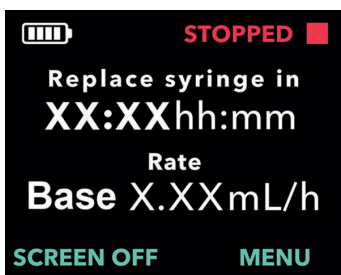 STOPPED
Replace syringe in
XX:XXhh:mm
Rate
Base X.XXmL/h
SCREEN OFF MENU